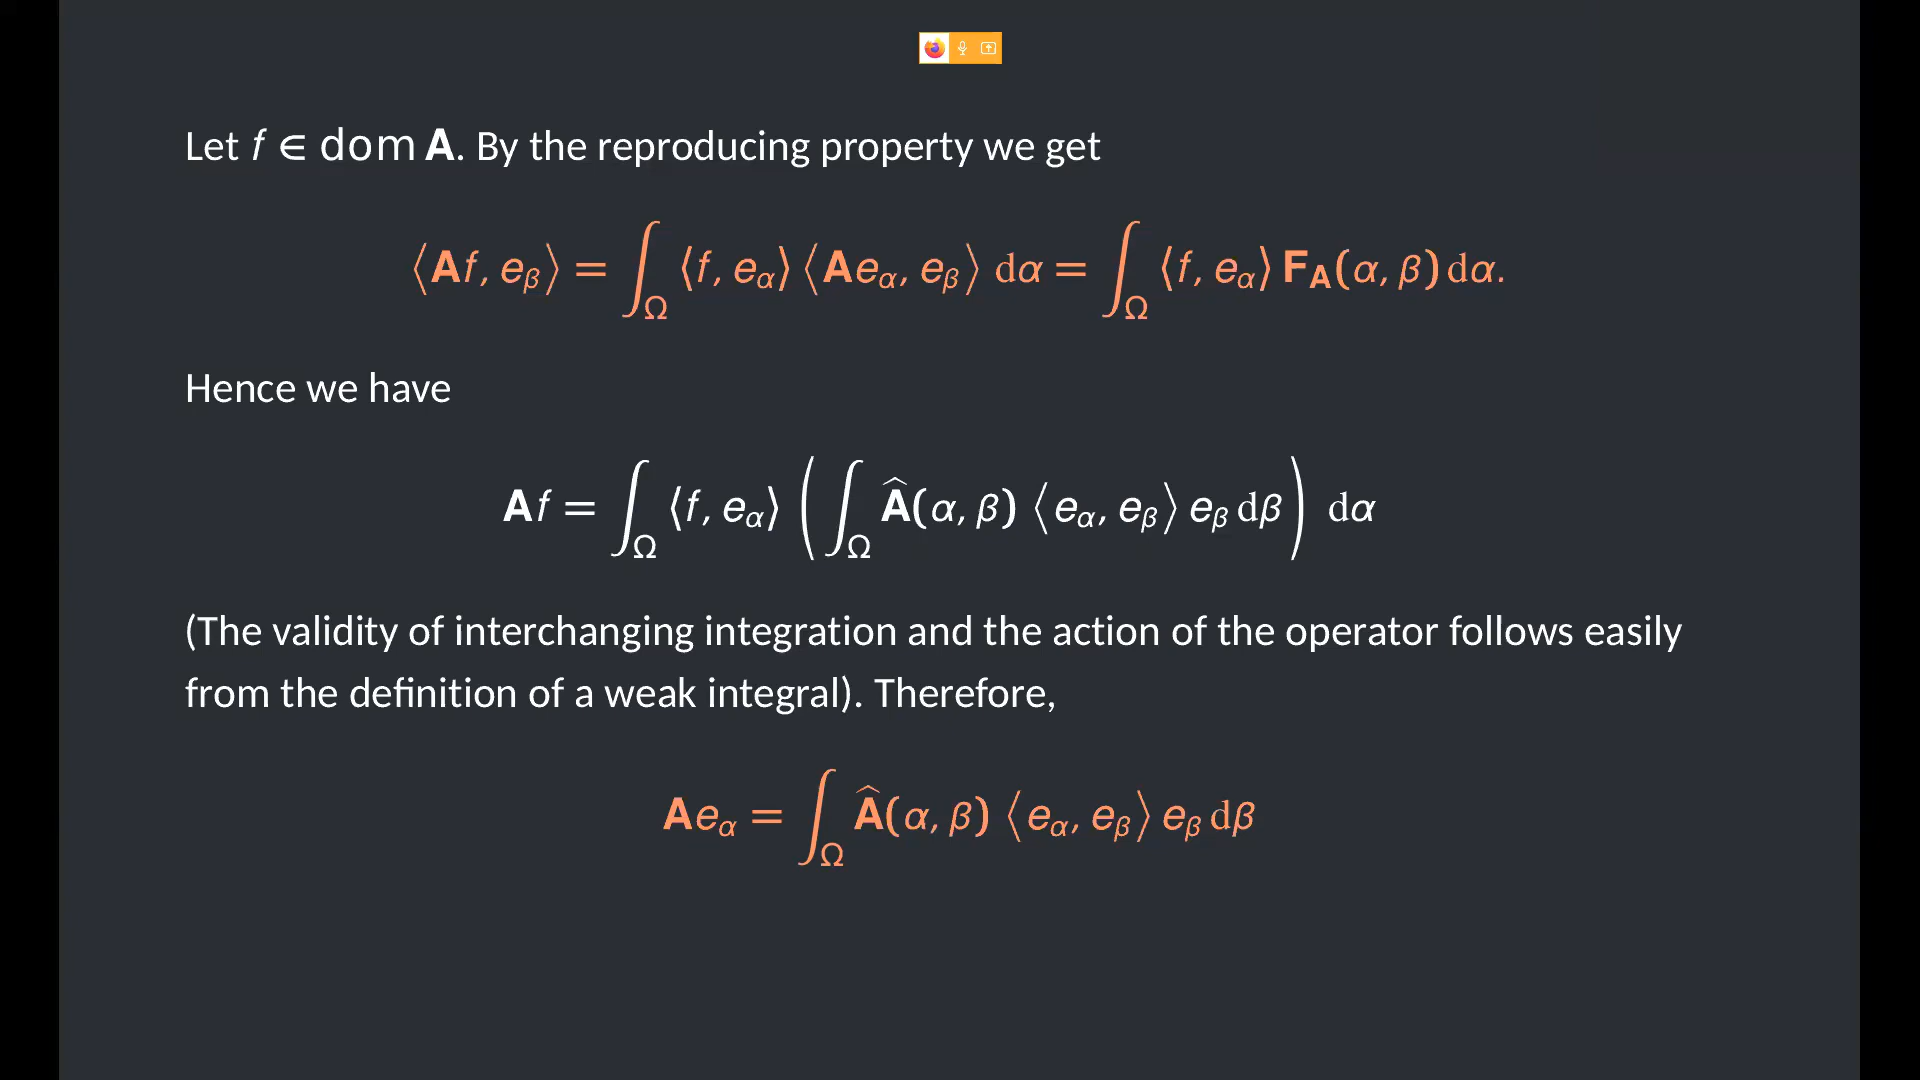 Let f ∈ dom A. By the reproducing property we get
⟨Af, e_β⟩ = ∫_Ω ⟨f, e_α⟩ ⟨Ae_α, e_β⟩ dα = ∫_Ω ⟨f, e_α⟩ F_A(α, β) dα.
Hence we have
Af = ∫_Ω ⟨f, e_α⟩ ( ∫_Ω Â(α, β) ⟨e_α, e_β⟩ e_β dβ ) dα
(The validity of interchanging integration and the action of the operator follows easily
from the definition of a weak integral). Therefore,
Ae_α = ∫_Ω Â(α, β) ⟨e_α, e_β⟩ e_β dβ